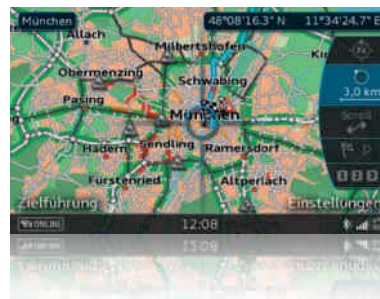 München
48°08'16.3" N 11°34'24.7" E
Allach
Milbertshofen
Obermenzing
Schwabing
3,0 km
Pasing
München
Scroll
Sendling
Hadern
Ramersdorf
Fürstenried
Altperlach
Zielführung
Einstellungen
12:08